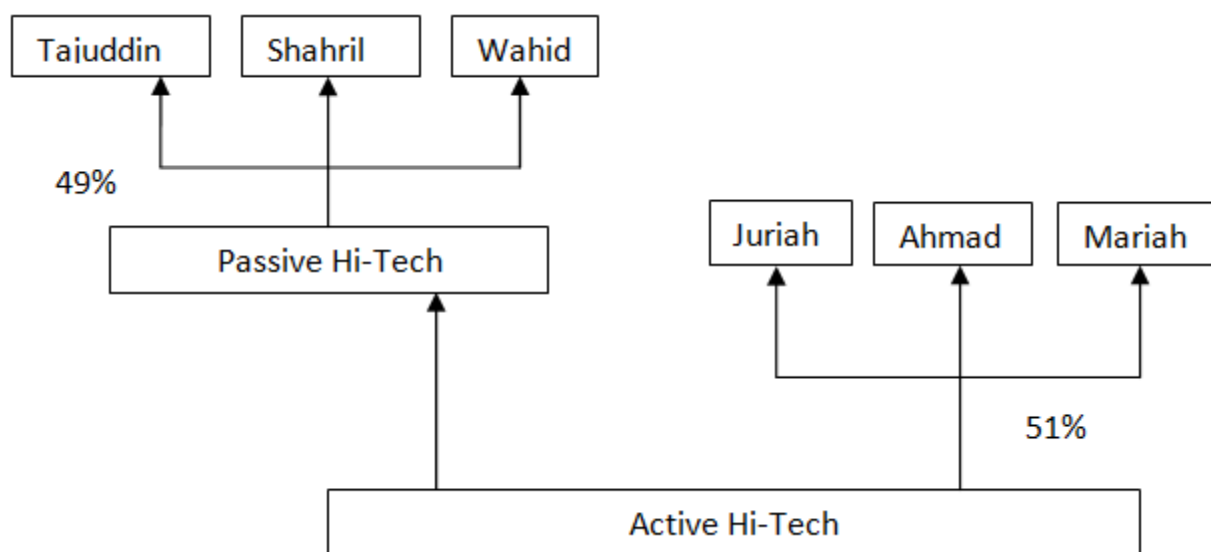 Tajuddin
Shahril
Wahid
49%
Passive Hi-Tech
Juriah
Ahmad
Mariah
51%
Active Hi-Tech